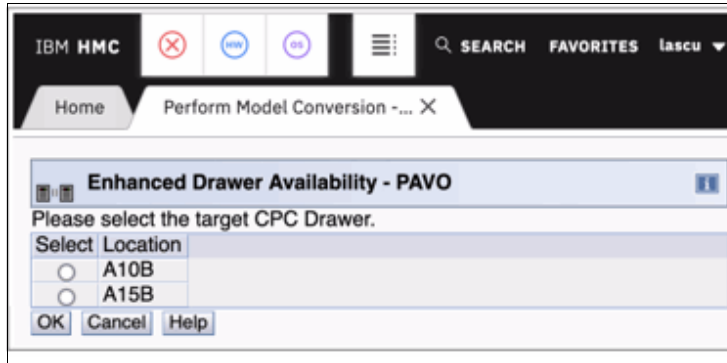 IBM HMC HW OS SEARCH FAVORITES lascu
Home Perform Model Conversion -...
Enhanced Drawer Availability - PAVO
Please select the target CPC Drawer.
Select Location
A10B
A15B
OK Cancel Help